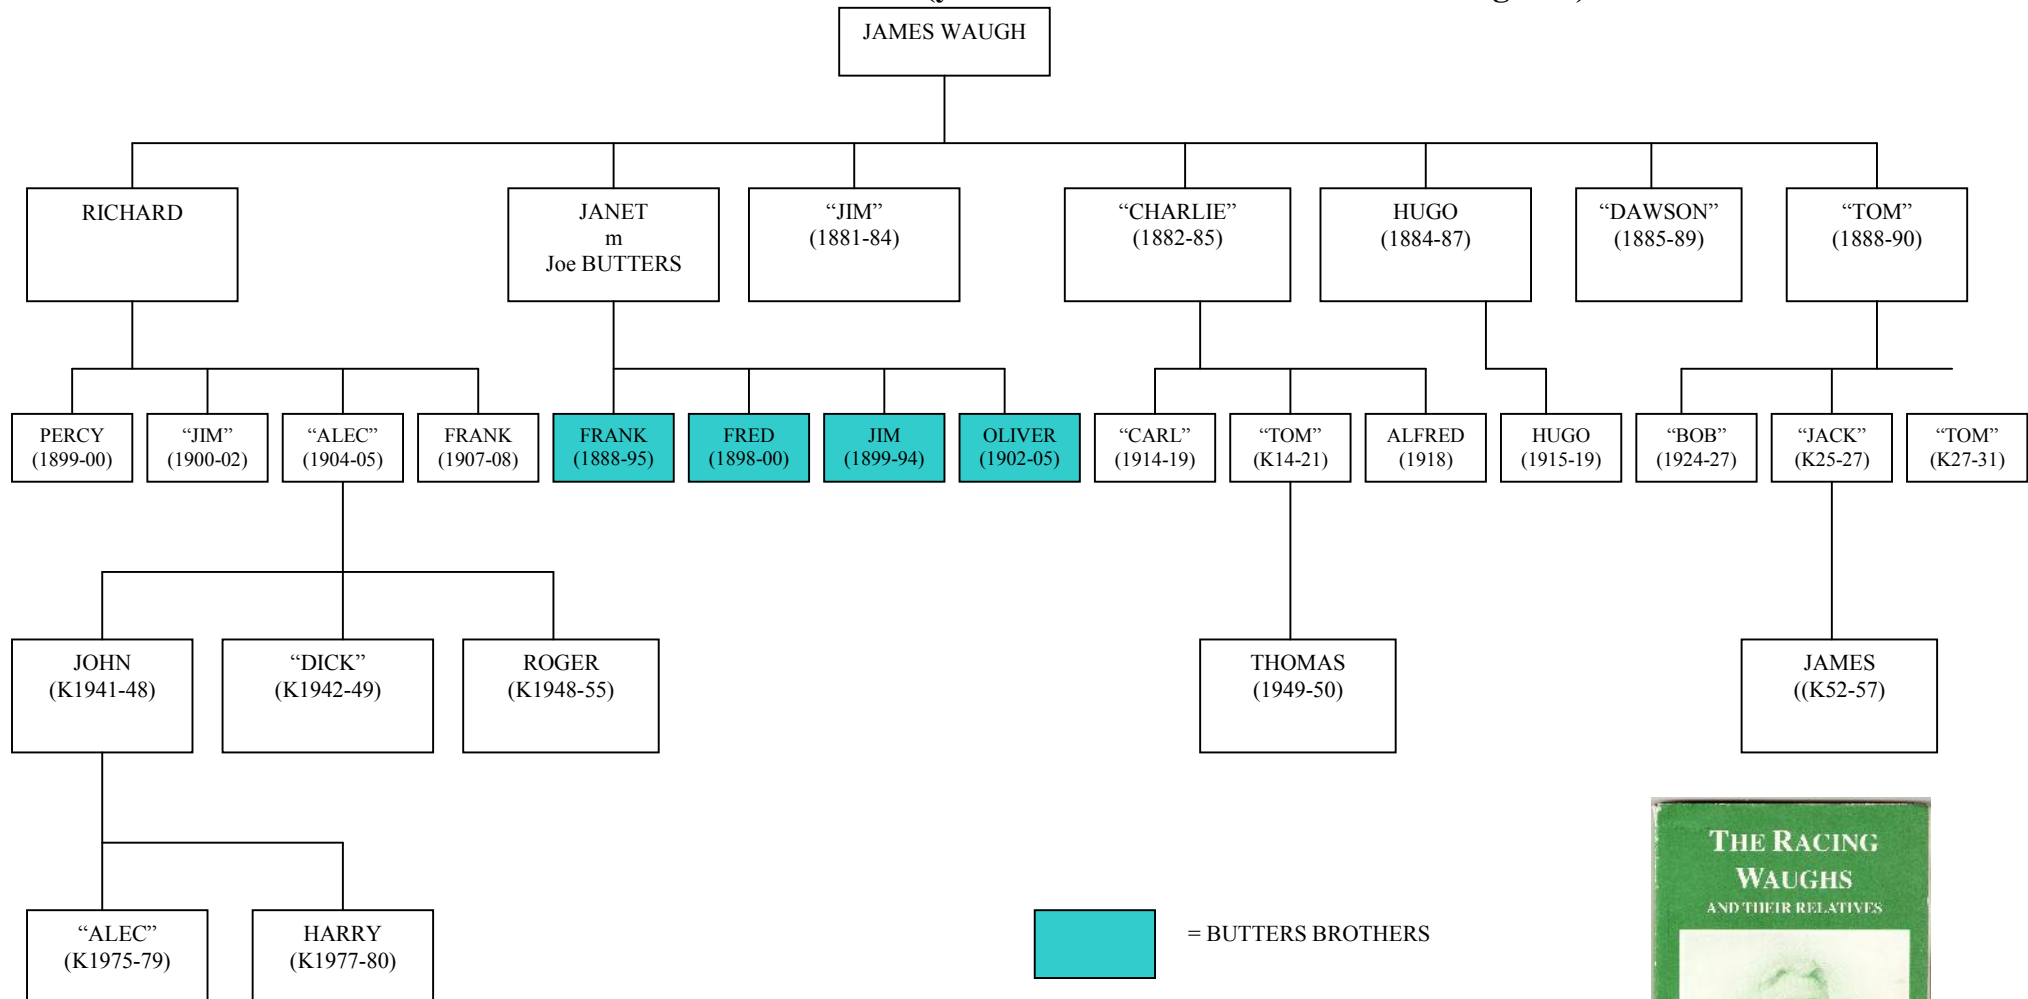 JAMES WAUGH
RICHARD
JANET
m
Joe BUTTERS
“JIM”
(1881-84)
“CHARLIE”
(1882-85)
HUGO
(1884-87)
“DAWSON”
(1885-89)
“TOM”
(1888-90)
PERCY
(1899-00)
“JIM”
(1900-02)
“ALEC”
(1904-05)
FRANK
(1907-08)
FRANK
(1888-95)
FRED
(1898-00)
JIM
(1899-94)
OLIVER
(1902-05)
“CARL”
(1914-19)
“TOM”
(K14-21)
ALFRED
(1918)
HUGO
(1915-19)
“BOB”
(1924-27)
“JACK”
(K25-27)
“TOM”
(K27-31)
JOHN
(K1941-48)
“DICK”
(K1942-49)
ROGER
(K1948-55)
THOMAS
(1949-50)
JAMES
((K52-57)
“ALEC”
(K1975-79)
HARRY
(K1977-80)
= BUTTERS BROTHERS
THE RACING
WAUGHS
AND THEIR RELATIVES